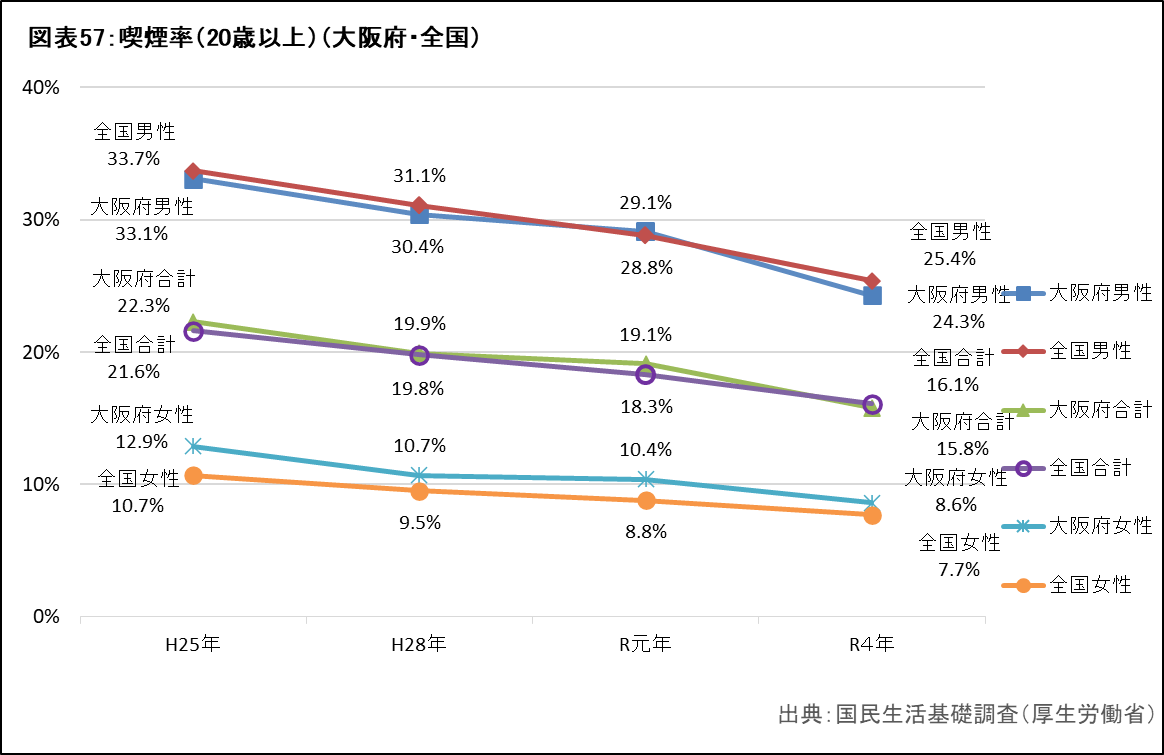 図表57：喫煙率（20歳以上）（大阪府・全国）
40%
30%
20%
10%
0%
全国男性
33.7%
大阪府男性
33.1%
大阪府合計
22.3%
全国合計
21.6%
大阪府女性
12.9%
全国女性
10.7%
31.1%
30.4%
19.9%
19.8%
10.7%
9.5%
29.1%
28.8%
19.1%
18.3%
10.4%
8.8%
全国男性
25.4%
大阪府男性
24.3%
全国合計
16.1%
大阪府合計
15.8%
大阪府女性
8.6%
全国女性
7.7%
大阪府男性
全国男性
大阪府合計
全国合計
大阪府女性
全国女性
H25年 H28年 R元年 R4年
出典：国民生活基礎調査（厚生労働省）